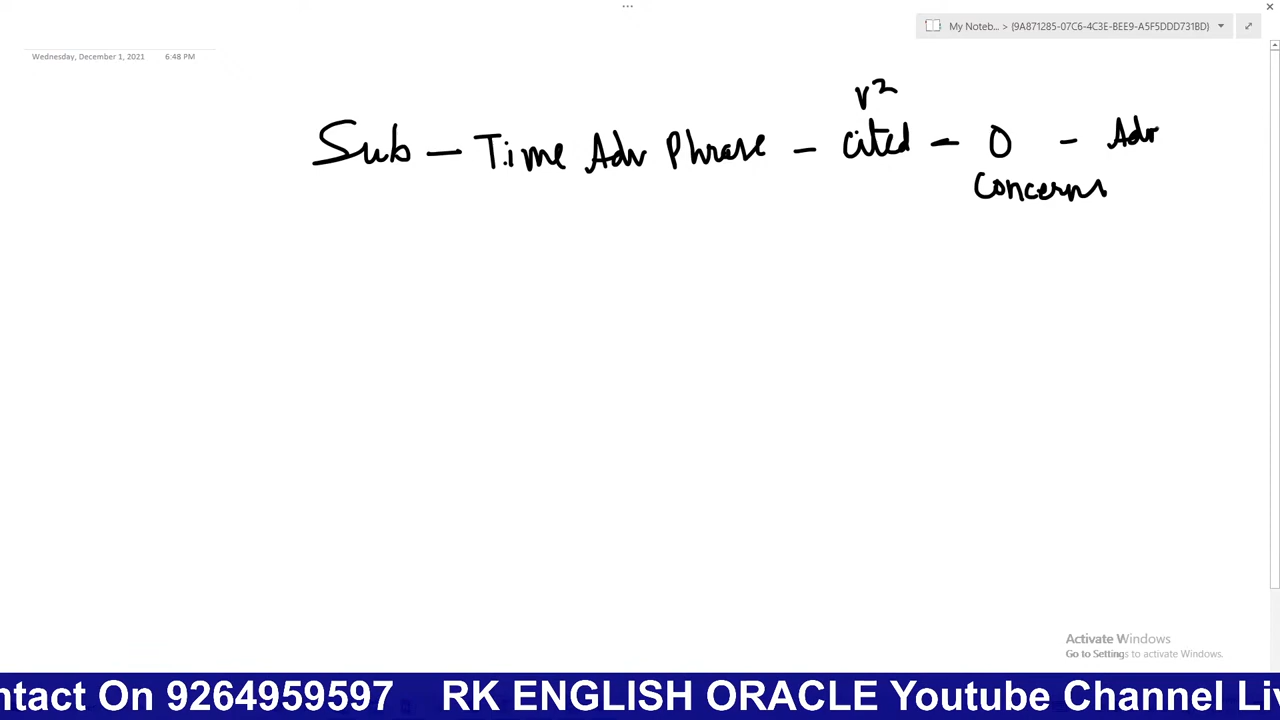 My Noteb... > {9A871285-07C6-4C3E-BEE9-A5F5DDD731BD}
Wednesday, December 1, 2021 6:48 PM
V2
Sub - Time Adv Phrase - cited - O - Adv
Concerns
Activate Windows
Go to Settings to activate Windows.
ntact On 9264959597 RK ENGLISH ORACLE Youtube Channel Li